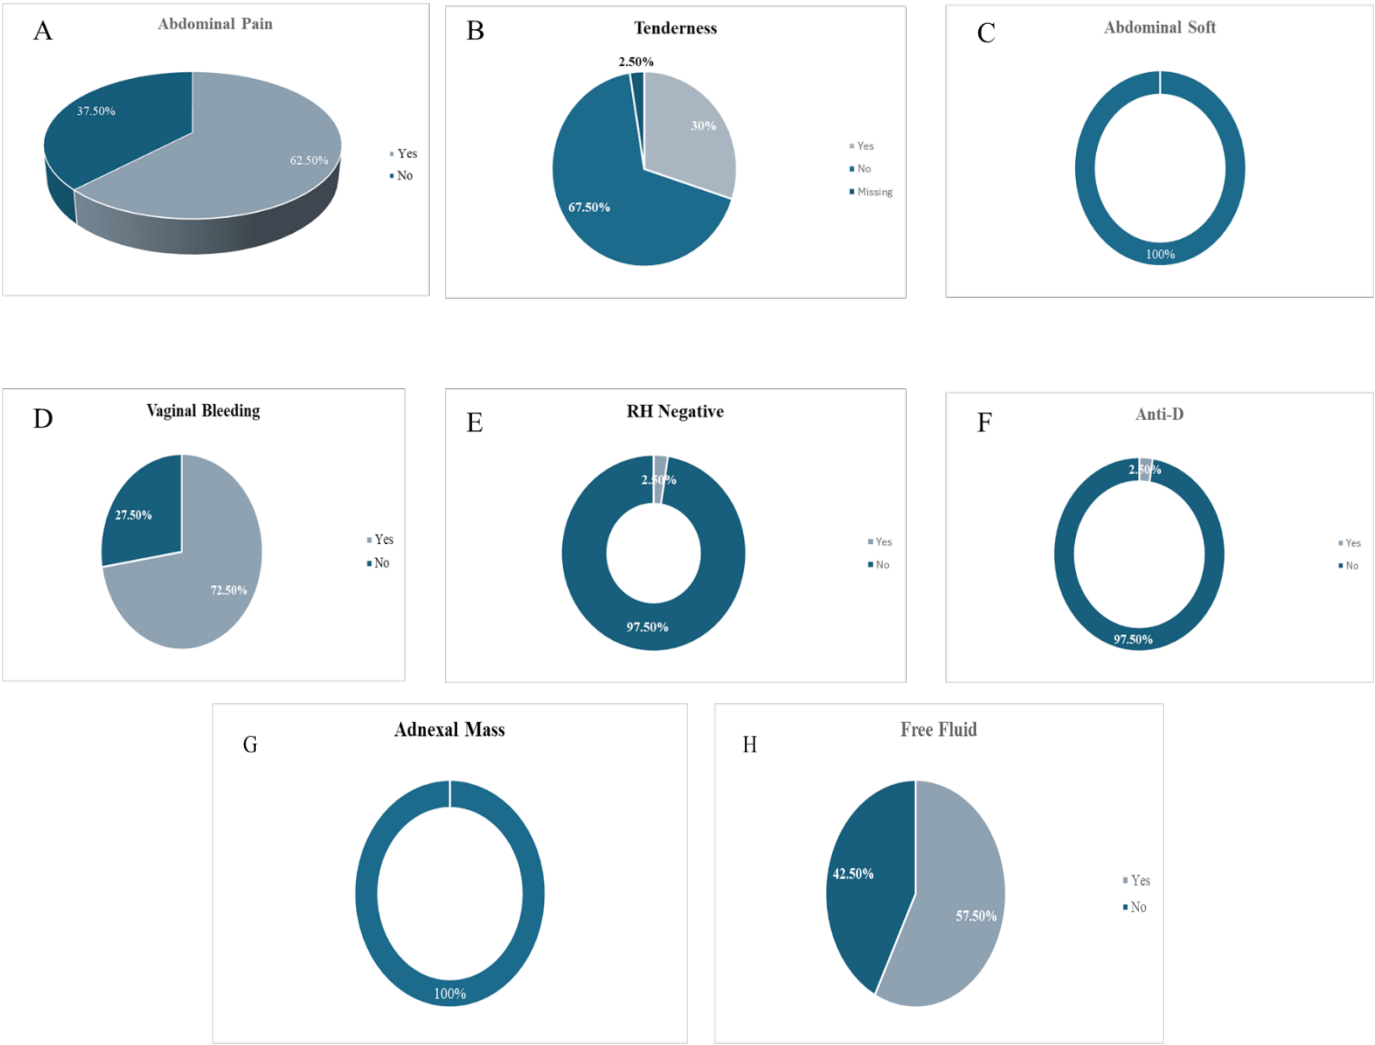 A
Abdominal Pain
37.50%
62.50%
Yes
No
B
Tenderness
2.50%
30%
67.50%
Yes
No
Missing
C
Abdominal Soft
100%
D
Vaginal Bleeding
27.50%
72.50%
Yes
No
E
RH Negative
2.50%
97.50%
Yes
No
F
Anti-D
2.50%
97.50%
Yes
No
G
Adnexal Mass
100%
H
Free Fluid
42.50%
57.50%
Yes
No